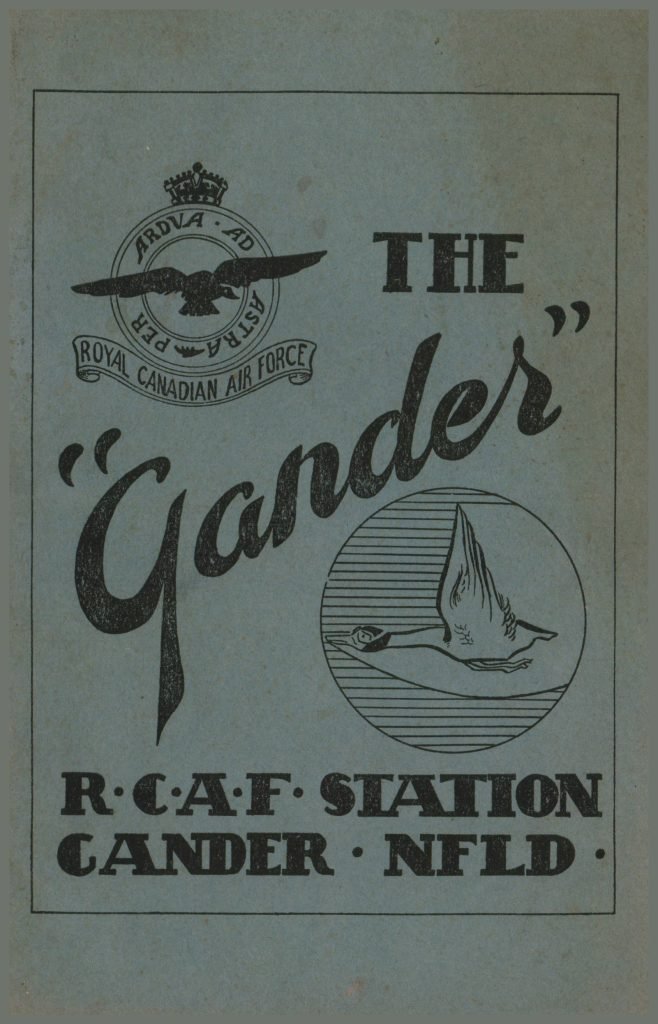 ARDVA · AD
ASTRA · PER
ROYAL CANADIAN AIR FORCE
THE
"Gander"
R·C·A·F· STATION
GANDER · NFLD ·